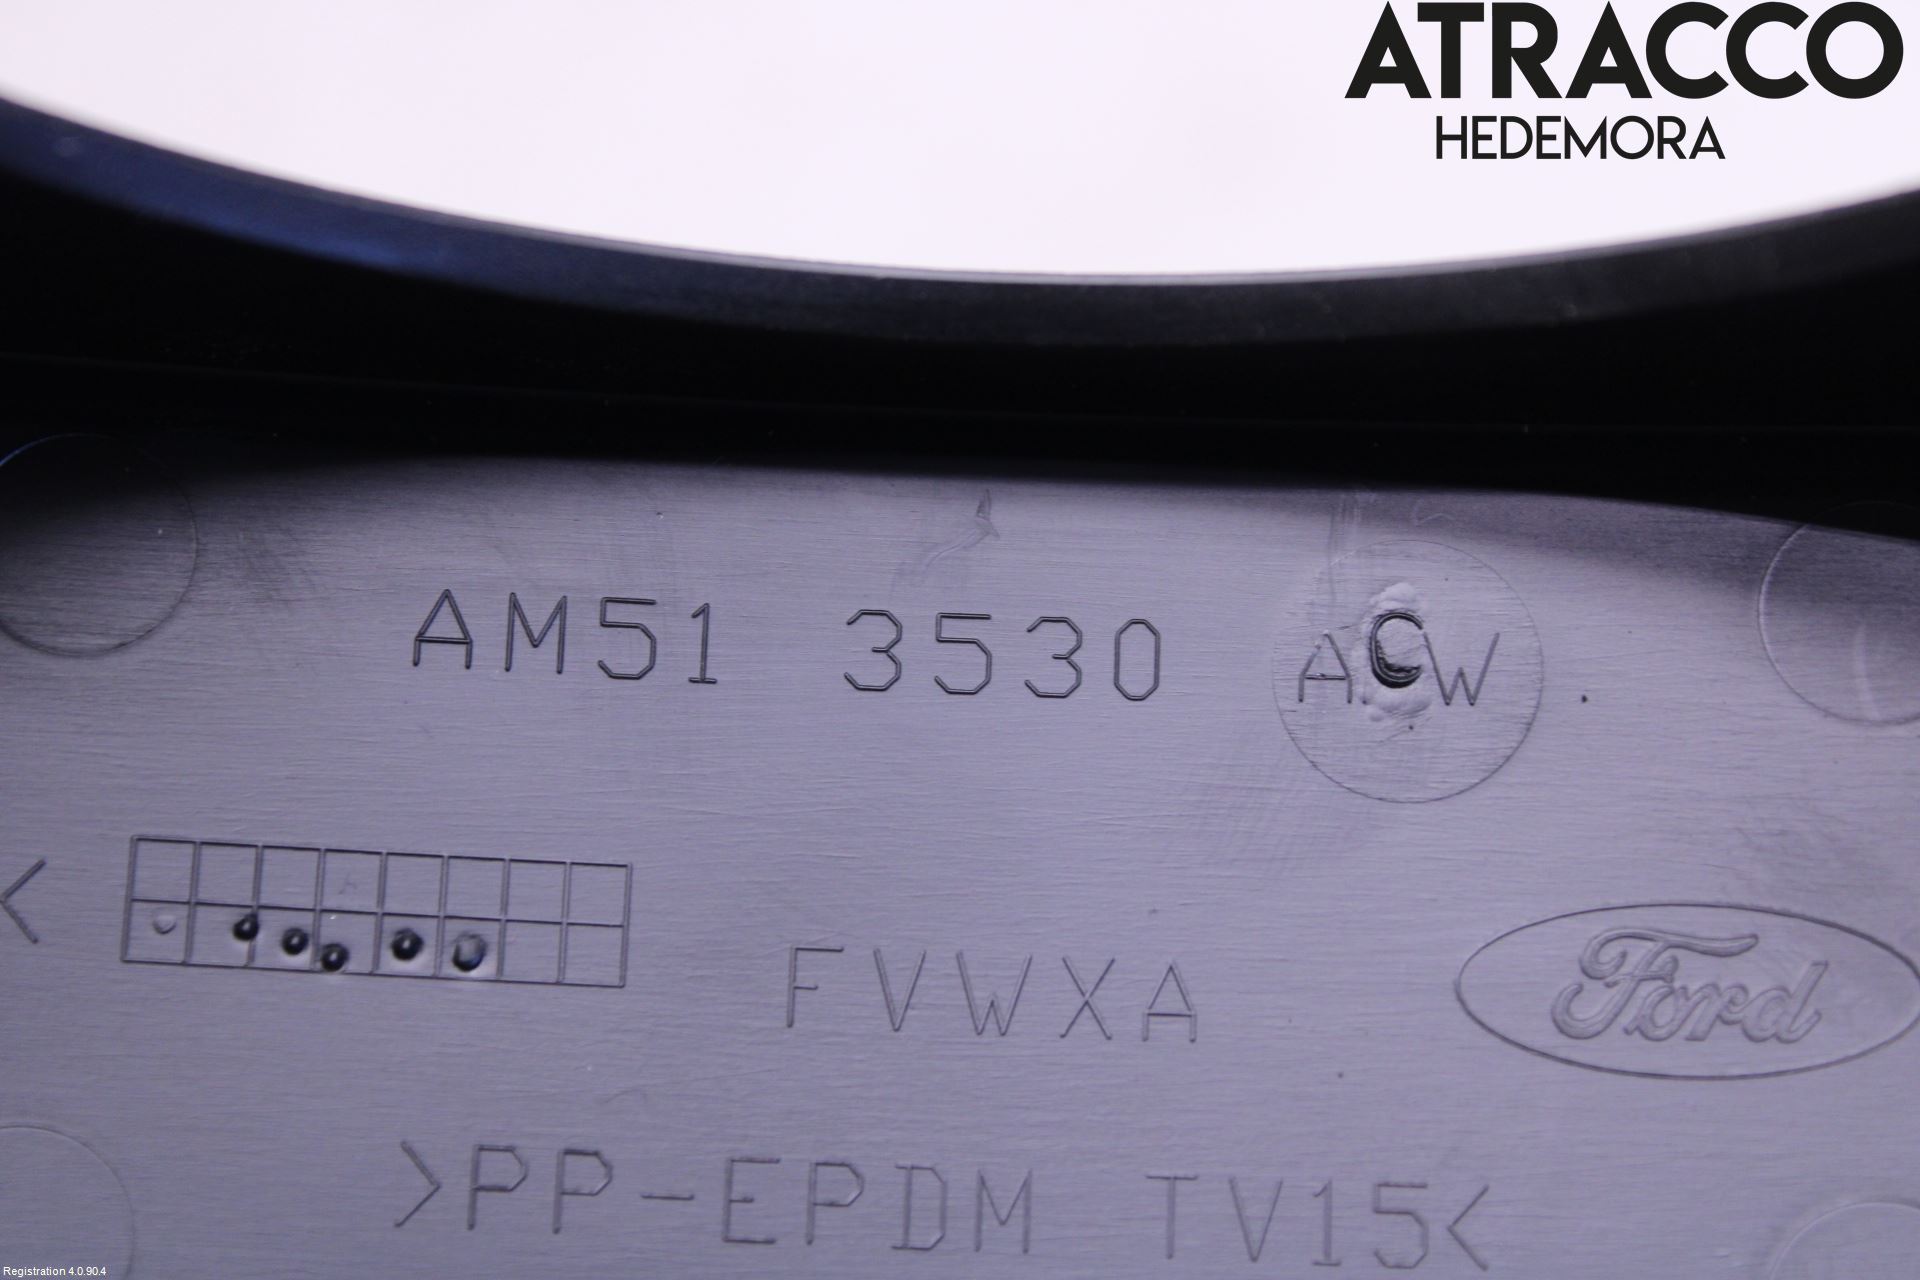 ATRACCO
HEDEMORA
AM51 3530 ACW
<
FVWXA
Ford
>PP-EPDM TV15<
Registration 4.0.90.4